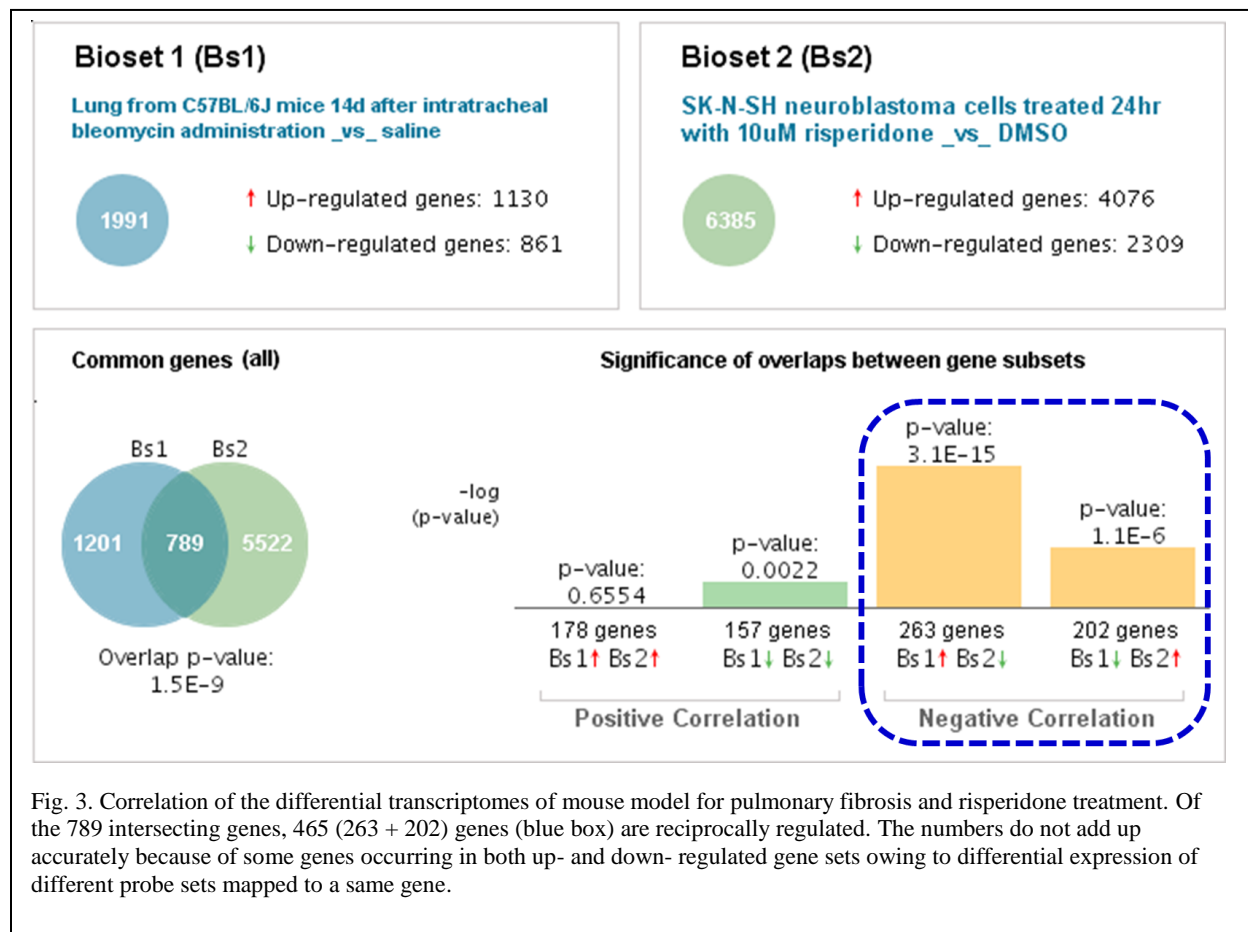 Bioset 1 (Bs1)
Lung from C57BL/6J mice 14d after intratracheal
bleomycin administration _vs_ saline
1991
↑ Up-regulated genes: 1130
↓ Down-regulated genes: 861
Bioset 2 (Bs2)
SK-N-SH neuroblastoma cells treated 24hr
with 10uM risperidone _vs_ DMSO
6385
↑ Up-regulated genes: 4076
↓ Down-regulated genes: 2309
Common genes (all)
Bs1 Bs2
1201 789 5522
Overlap p-value:
1.5E-9
Significance of overlaps between gene subsets
-log
(p-value)
p-value:
0.6554
178 genes
Bs1↑ Bs2↑
p-value:
0.0022
157 genes
Bs1↓ Bs2↓
Positive Correlation
p-value:
3.1E-15
263 genes
Bs1↑ Bs2↓
p-value:
1.1E-6
202 genes
Bs1↓ Bs2↑
Negative Correlation
Fig. 3. Correlation of the differential transcriptomes of mouse model for pulmonary fibrosis and risperidone treatment. Of
the 789 intersecting genes, 465 (263 + 202) genes (blue box) are reciprocally regulated. The numbers do not add up
accurately because of some genes occurring in both up- and down- regulated gene sets owing to differential expression of
different probe sets mapped to a same gene.